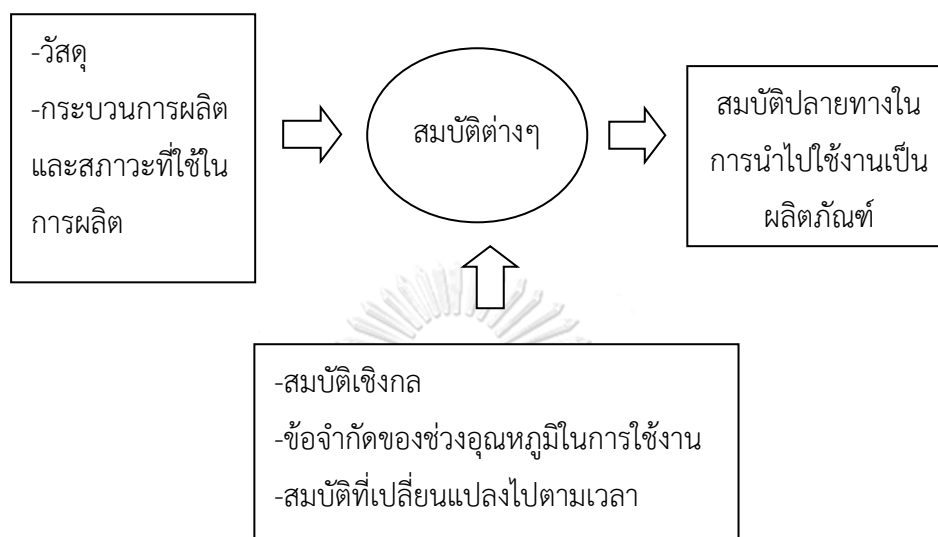 -วัสดุ
-กระบวนการผลิต
และสภาวะที่ใช้ใน
การผลิต
สมบัติต่างๆ
สมบัติปลายทางใน
การนำไปใช้งานเป็น
ผลิตภัณฑ์
-สมบัติเชิงกล
-ข้อจำกัดของช่วงอุณหภูมิในการใช้งาน
-สมบัติที่เปลี่ยนแปลงไปตามเวลา